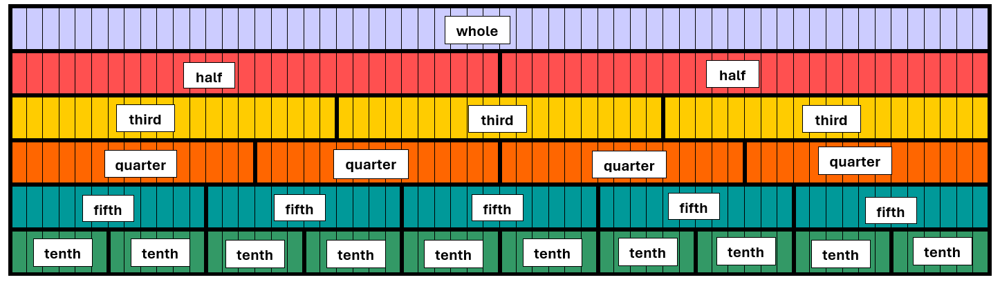 whole
half half
third third third
quarter quarter quarter quarter
fifth fifth fifth fifth fifth
tenth tenth tenth tenth tenth tenth tenth tenth tenth tenth